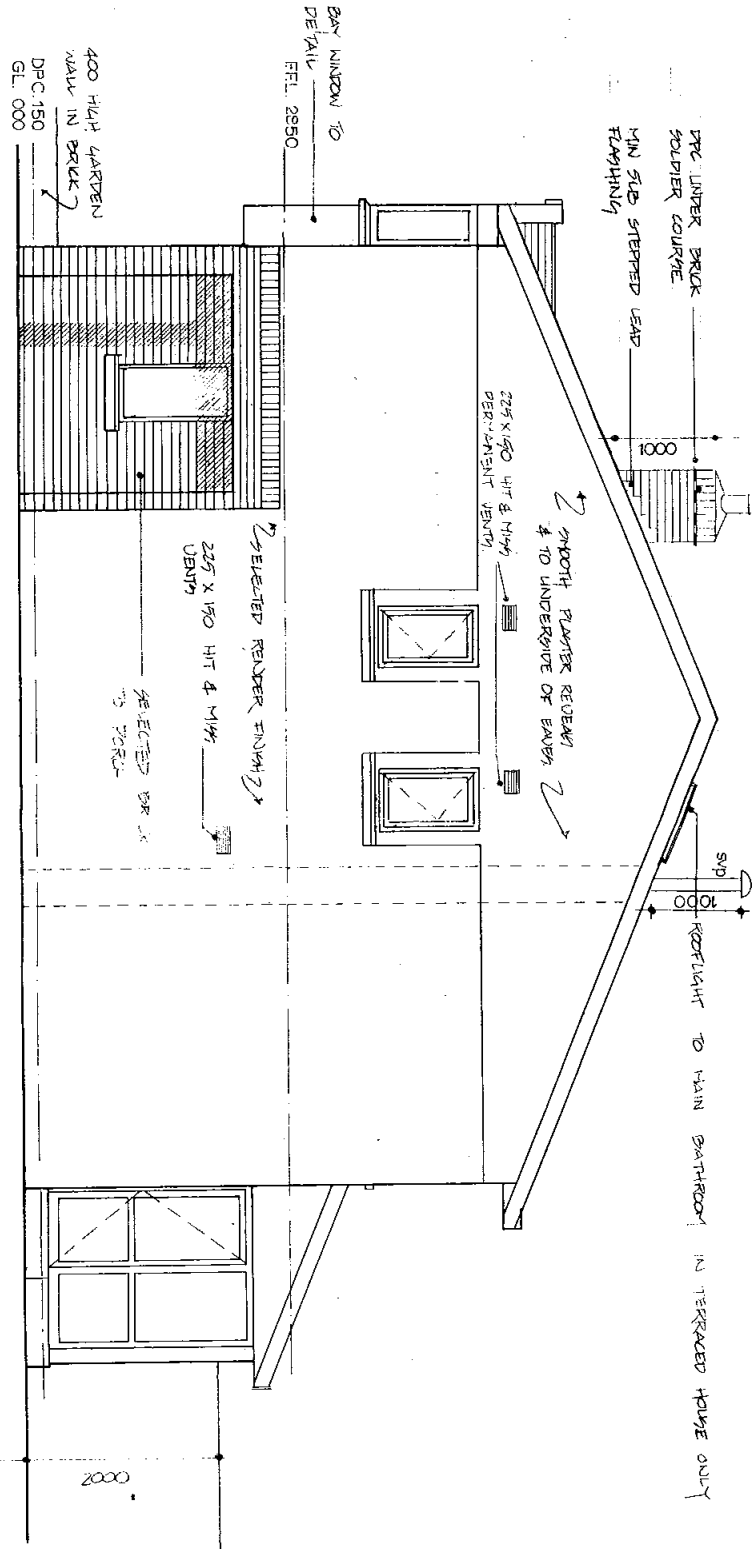 DPC UNDER BRICK
SOLDIER COURSE.
MIN 5LB STEPPED LEAD
FLASHING
1000
svp
1000
ROOFLIGHT TO MAIN BATHROOM IN TERRACED HOUSE ONLY
BAY WINDOW TO
DETAIL
225 X 150 HIT & MISS
PERMANENT VENTS.
SMOOTH PLASTER REVEALS
& TO UNDERSIDE OF EAVES.
FFL 2850
SELECTED RENDER FINISH
225 X 150 HIT & MISS
VENTS
SELECTED BRICK
TO PORCH
400 HIGH GARDEN
WALL IN BRICK
DPC 150
GL. 000
2000